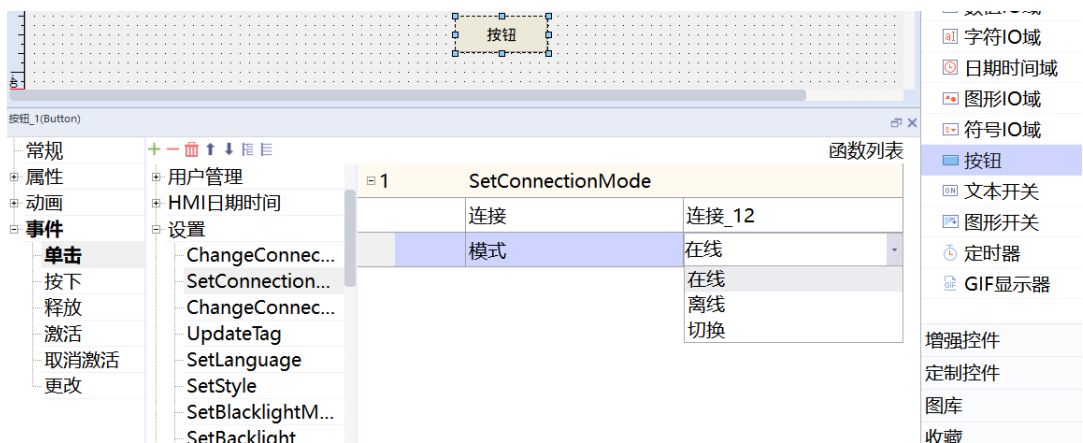 按钮
按钮_1(Button)
常规
属性
动画
事件
单击
按下
释放
激活
取消激活
更改
函数列表
用户管理
HMI日期时间
设置
ChangeConnec...
SetConnection...
ChangeConnec...
UpdateTag
SetLanguage
SetStyle
SetBlacklightM...
SetBacklight
1 SetConnectionMode
连接 连接_12
模式 在线
在线
离线
切换
字符IO域
日期时间域
图形IO域
符号IO域
按钮
文本开关
图形开关
定时器
GIF显示器
增强控件
定制控件
图库
收藏